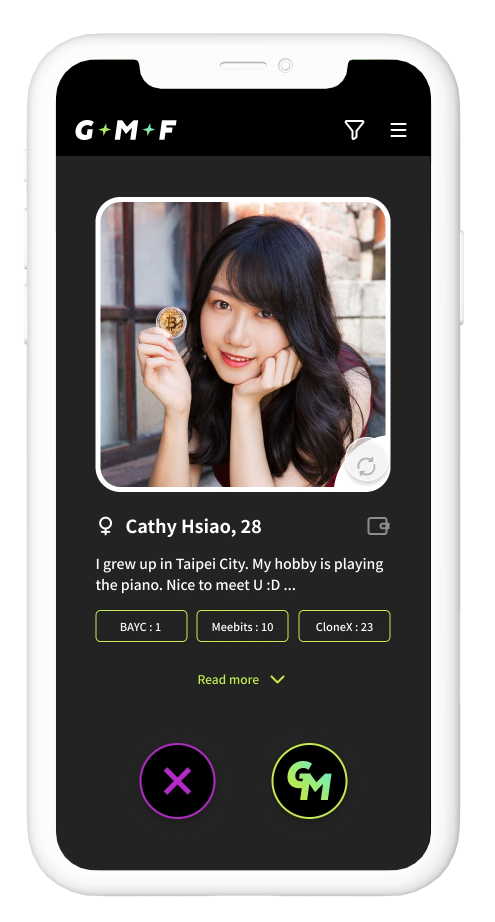 G✦M✦F
Cathy Hsiao, 28
I grew up in Taipei City. My hobby is playing
the piano. Nice to meet U :D ...
BAYC : 1
Meebits : 10
CloneX : 23
Read more
GM